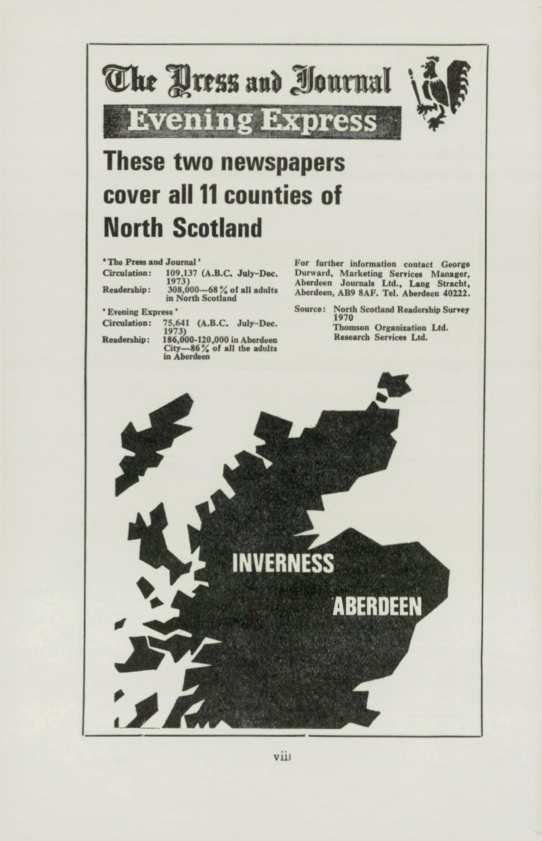 The Press and Journal
Evening Express
These two newspapers
cover all 11 counties of
North Scotland
‘The Press and Journal’
Circulation: 109,137 (A.B.C. July-Dec.
1973)
Readership: 308,000—68% of all adults
in North Scotland
‘Evening Express’
Circulation: 75,641 (A.B.C. July-Dec.
1973)
Readership: 186,000-120,000 in Aberdeen
City—86% of all the adults
in Aberdeen
For further information contact George
Durward, Marketing Services Manager,
Aberdeen Journals Ltd., Lang Stracht,
Aberdeen, AB9 8AF. Tel. Aberdeen 40222.
Source: North Scotland Readership Survey
1970
Thomson Organization Ltd.
Research Services Ltd.
INVERNESS
ABERDEEN
viii